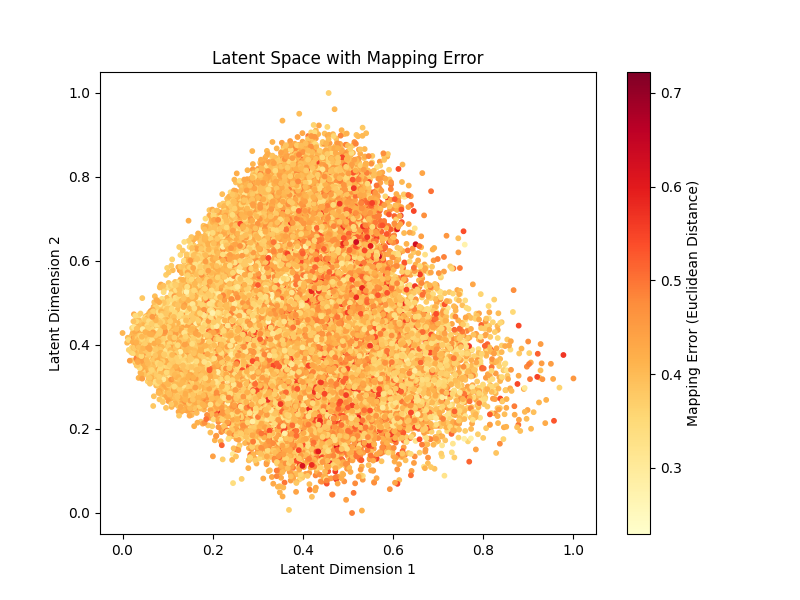 Latent Space with Mapping Error
1.0
0.8
0.6
0.4
0.2
0.0
Latent Dimension 2
0.0 0.2 0.4 0.6 0.8 1.0
Latent Dimension 1
0.7
0.6
0.5
0.4
0.3
Mapping Error (Euclidean Distance)